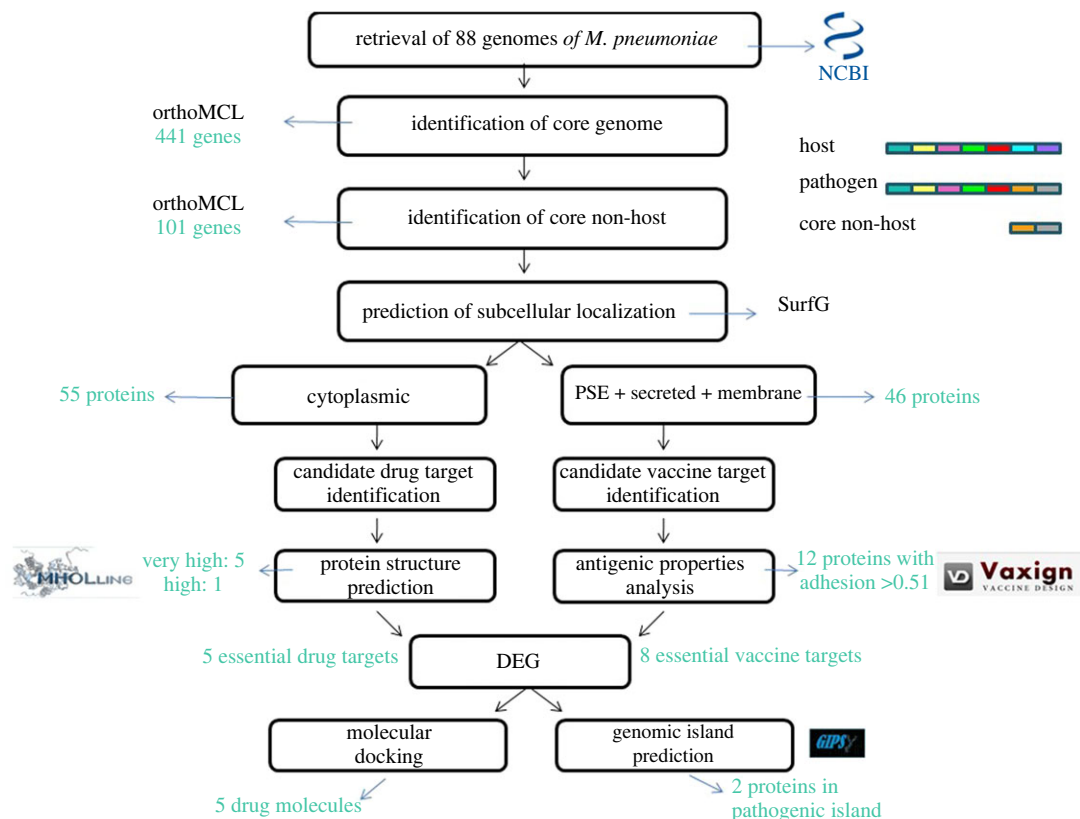 retrieval of 88 genomes of M. pneumoniae
NCBI
orthoMCL
441 genes
identification of core genome
host
pathogen
core non-host
orthoMCL
101 genes
identification of core non-host
prediction of subcellular localization
SurfG
55 proteins
cytoplasmic
PSE + secreted + membrane
46 proteins
candidate drug target
identification
candidate vaccine target
identification
MHOLline
very high: 5
high: 1
protein structure
prediction
antigenic properties
analysis
12 proteins with
adhesion >0.51
VD Vaxign
VACCINE DESIGN
5 essential drug targets
DEG
8 essential vaccine targets
molecular
docking
genomic island
prediction
GIPSy
5 drug molecules
2 proteins in
pathogenic island